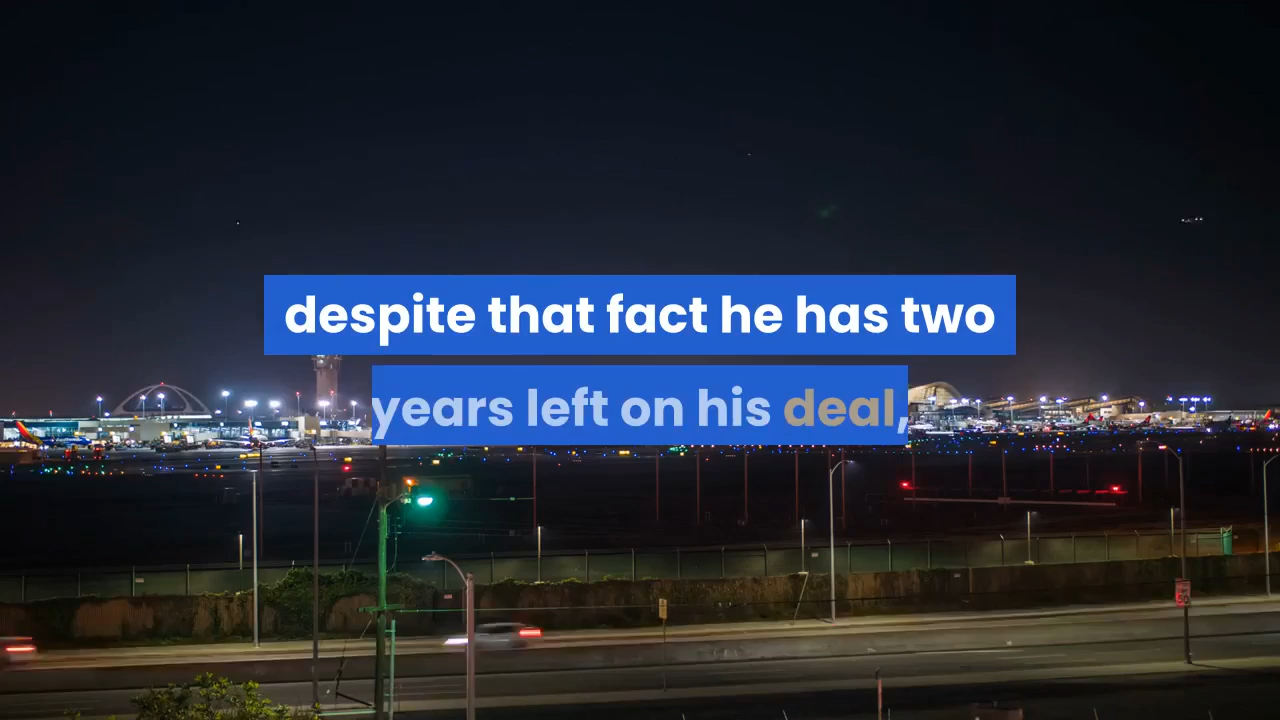 despite that fact he has two
years left on his deal,